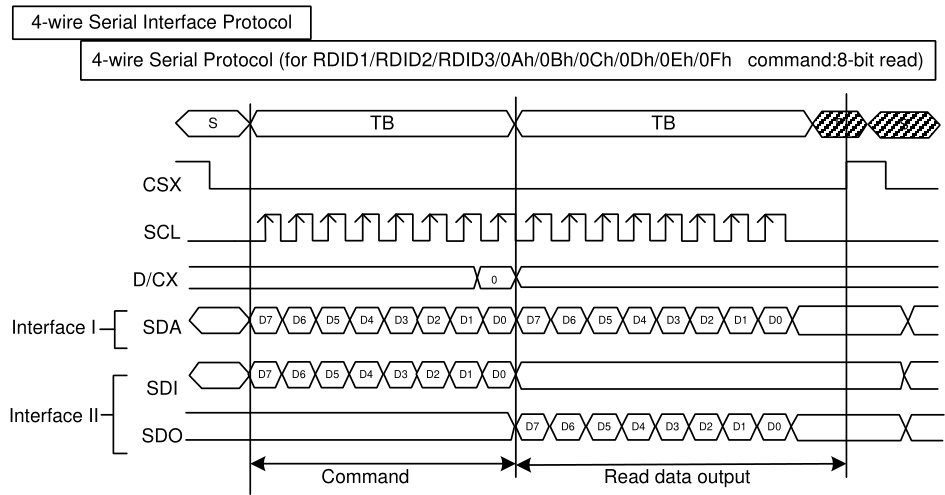 4-wire Serial Interface Protocol
4-wire Serial Protocol (for RDID1/RDID2/RDID3/0Ah/0Bh/0Ch/0Dh/0Eh/0Fh command:8-bit read)
S TB TB
CSX
SCL
D/CX 0
Interface I SDA D7 D6 D5 D4 D3 D2 D1 D0 D7 D6 D5 D4 D3 D2 D1 D0
SDI D7 D6 D5 D4 D3 D2 D1 D0
Interface II
SDO D7 D6 D5 D4 D3 D2 D1 D0
Command Read data output